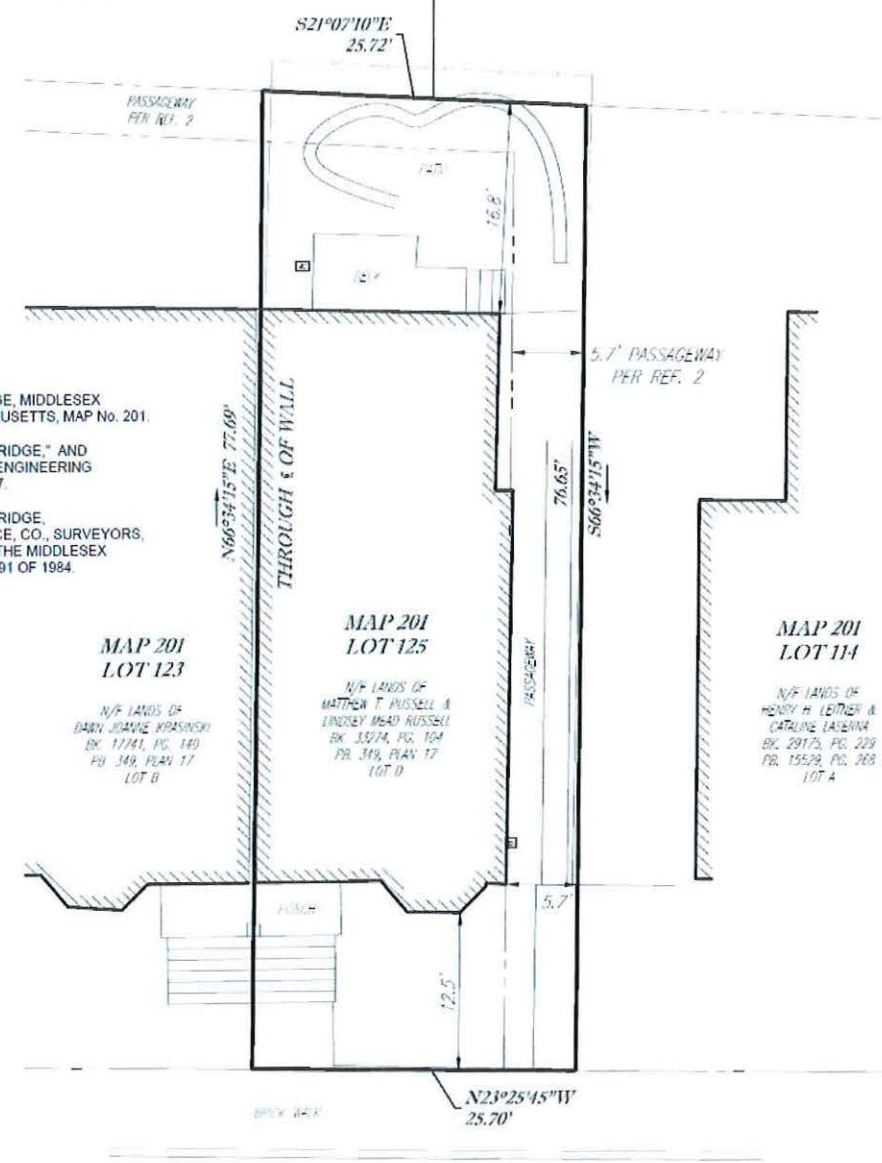 S21°07'10"E
25.72'
PASSAGEWAY
PER REF. 2
16.8'
DECK
5.7' PASSAGEWAY
PER REF. 2
GE, MIDDLESEX
USETTS, MAP No. 201.
RIDGE," AND
ENGINEERING
7.
RIDGE,
CE, CO., SURVEYORS,
THE MIDDLESEX
91 OF 1984.
N66°34'15"E 77.69'
THROUGH ℄ OF WALL
76.65'
S66°34'15"W
MAP 201
LOT 123
N/F LANDS OF
DAWN JOANNE KRASINSKI
BK. 17741, PG. 140
PB 349, PLAN 17
LOT B
MAP 201
LOT 125
N/F LANDS OF
MATTHEW T. RUSSELL &
LINDSEY MEAD RUSSELL
BK. 33274, PG. 104
PB. 349, PLAN 17
LOT D
PASSAGEWAY
MAP 201
LOT 114
N/F LANDS OF
HENRY H. LEITNER &
CATALINE LASERNA
BK. 29175, PG. 229
PB. 15529, PG. 268
LOT A
PORCH
5.7'
12.5'
N23°25'45"W
25.70'
BRICK WALK